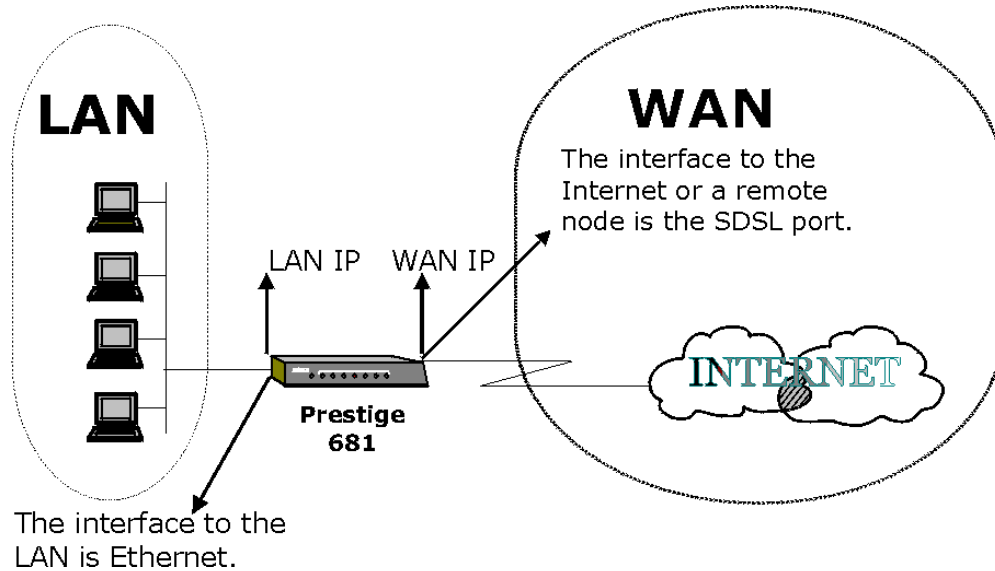 LAN
WAN
The interface to the
Internet or a remote
node is the SDSL port.
LAN IP
WAN IP
INTERNET
Prestige
681
The interface to the
LAN is Ethernet.